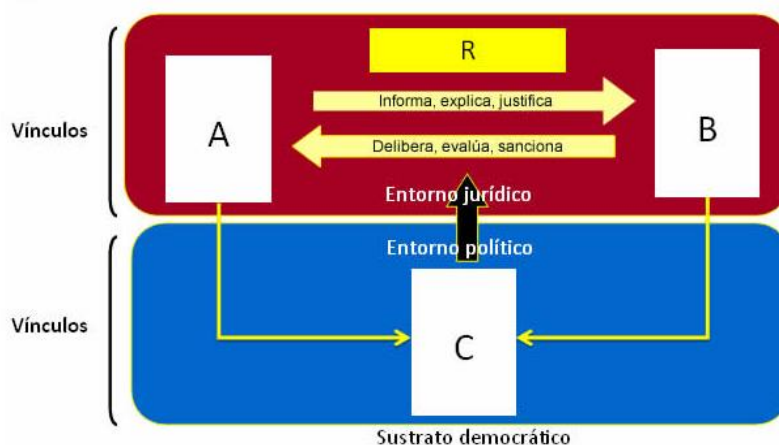 R
A
B
Informa, explica, justifica
Delibera, evalúa, sanciona
Vínculos
Entorno jurídico
Entorno político
Vínculos
C
Sustrato democrático